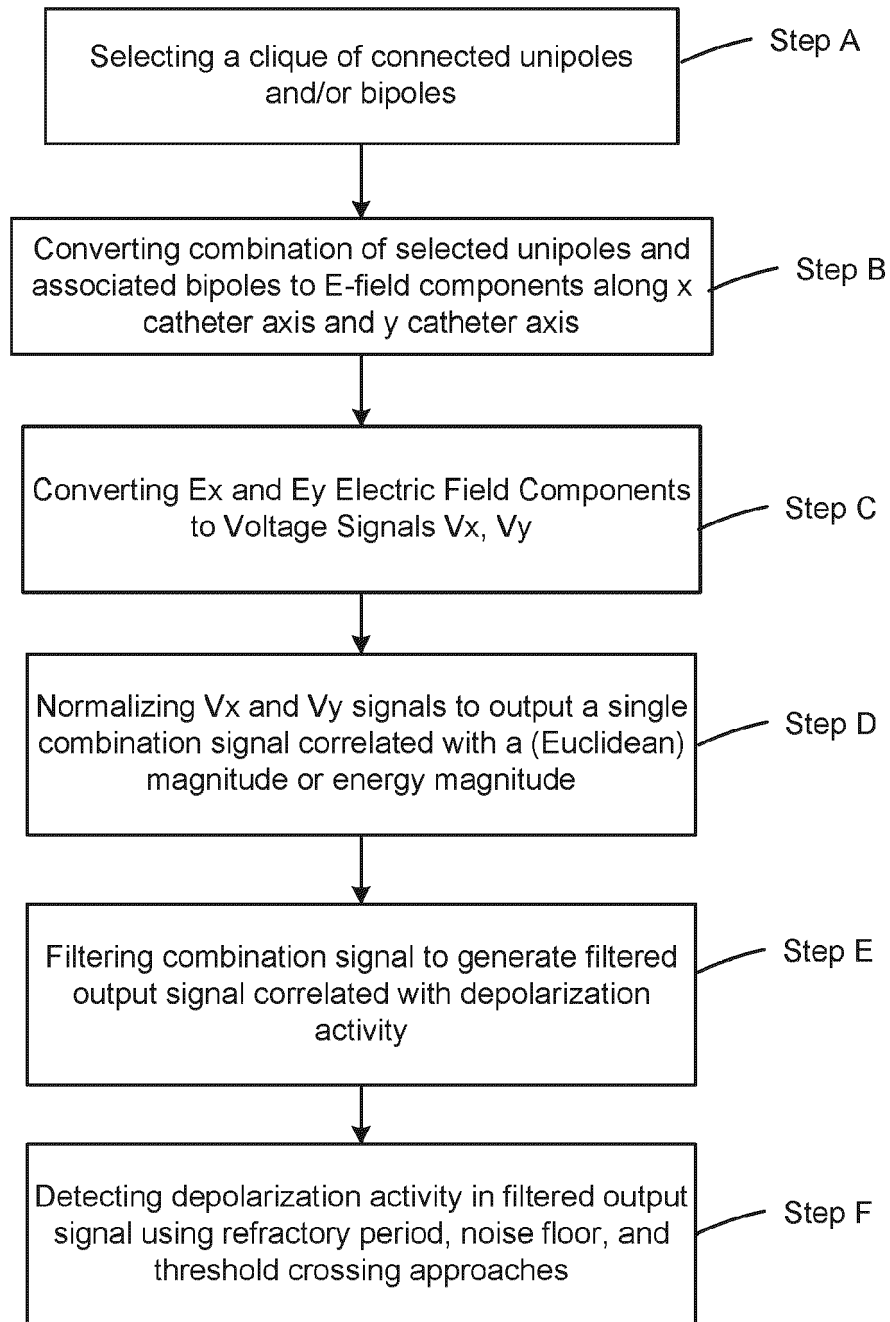 Selecting a clique of connected unipoles
and/or bipoles
Step A
Converting combination of selected unipoles and
associated bipoles to E-field components along x
catheter axis and y catheter axis
Step B
Converting Ex and Ey Electric Field Components
to Voltage Signals Vx, Vy
Step C
Normalizing Vx and Vy signals to output a single
combination signal correlated with a (Euclidean)
magnitude or energy magnitude
Step D
Filtering combination signal to generate filtered
output signal correlated with depolarization
activity
Step E
Detecting depolarization activity in filtered output
signal using refractory period, noise floor, and
threshold crossing approaches
Step F